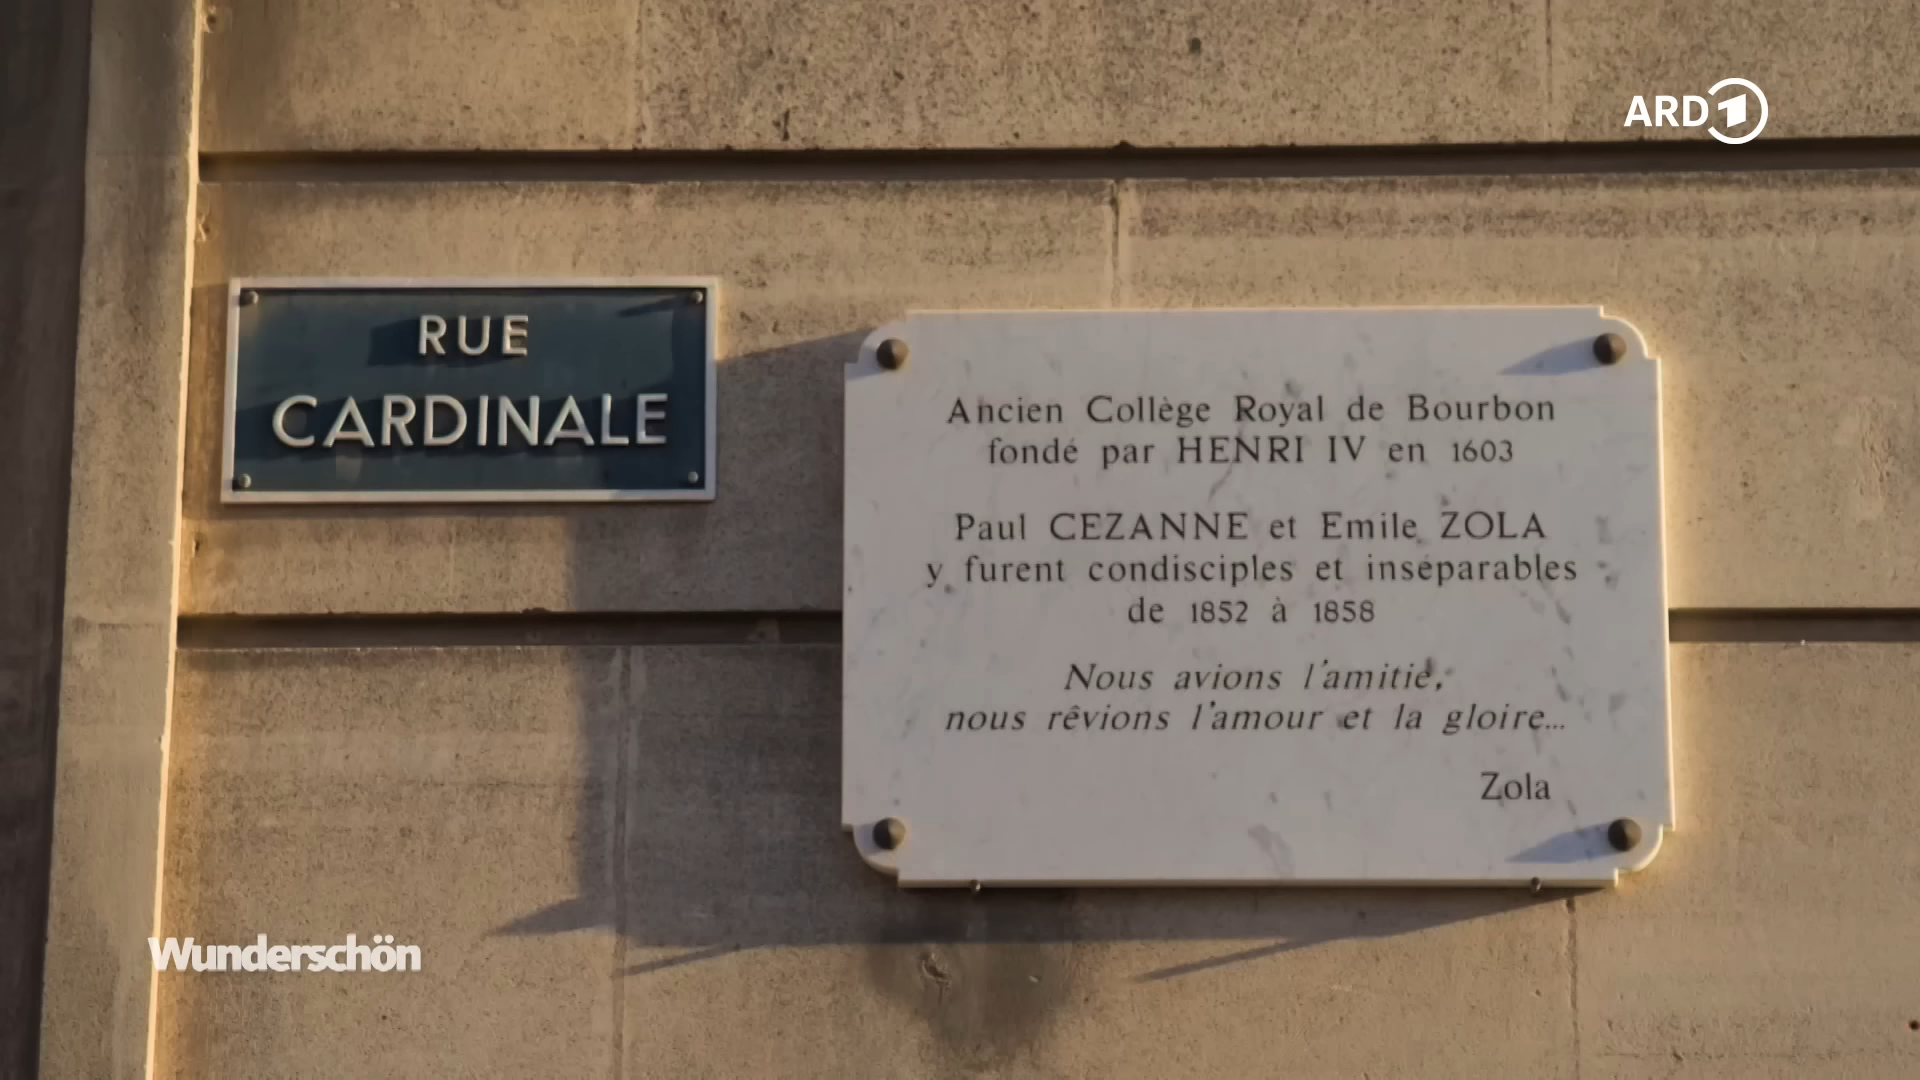 ARD 1
RUE
CARDINALE
Ancien Collège Royal de Bourbon
fondé par HENRI IV en 1603
Paul CEZANNE et Emile ZOLA
y furent condisciples et inséparables
de 1852 à 1858
Nous avions l'amitié,
nous rêvions l'amour et la gloire...
Zola
Wunderschön